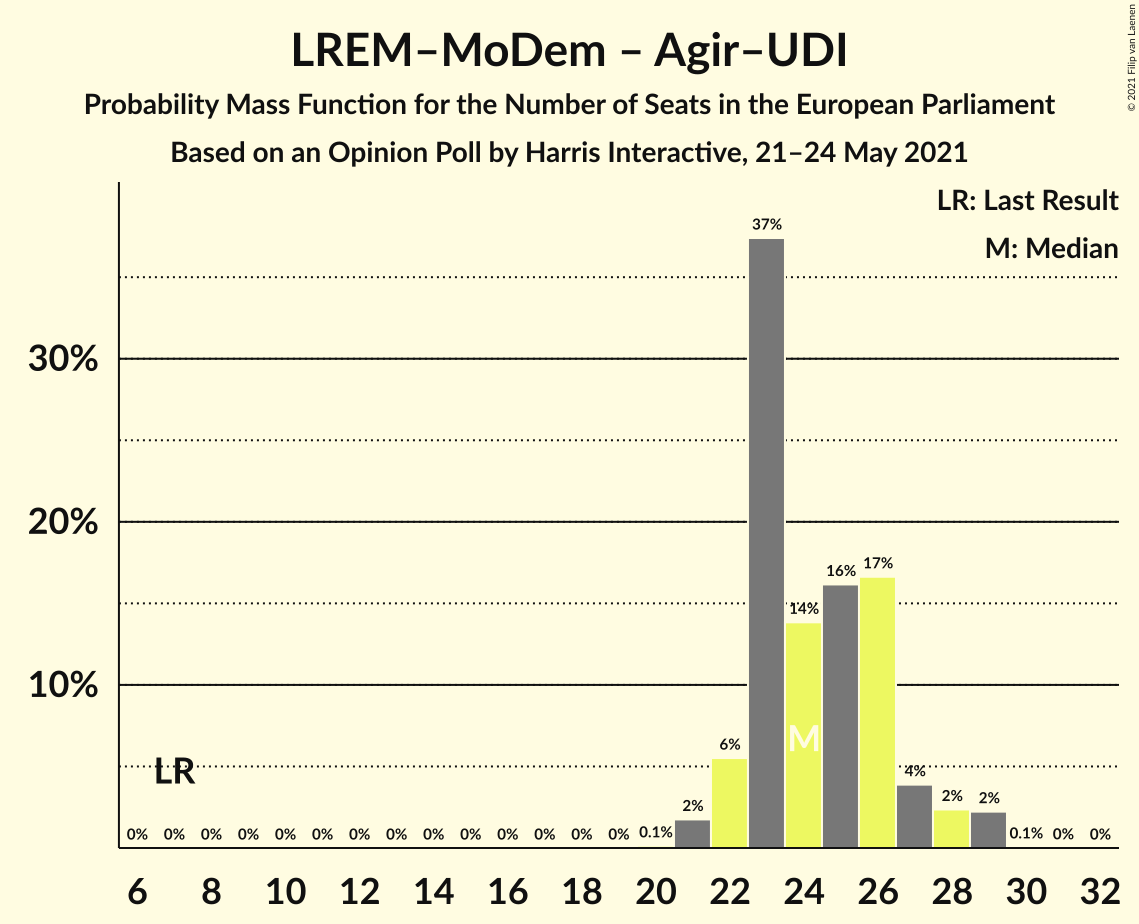 LREM–MoDem – Agir–UDI
Probability Mass Function for the Number of Seats in the European Parliament
Based on an Opinion Poll by Harris Interactive, 21–24 May 2021
© 2021 Filip van Laenen
LR: Last Result
M: Median
37%
30%
20%
17%
16%
14%
10%
M
6%
LR
4%
2%
2% 2%
0% 0% 0% 0% 0% 0% 0% 0% 0% 0% 0% 0% 0% 0% 0.1% 0.1% 0% 0%
6 8 10 12 14 16 18 20 22 24 26 28 30 32